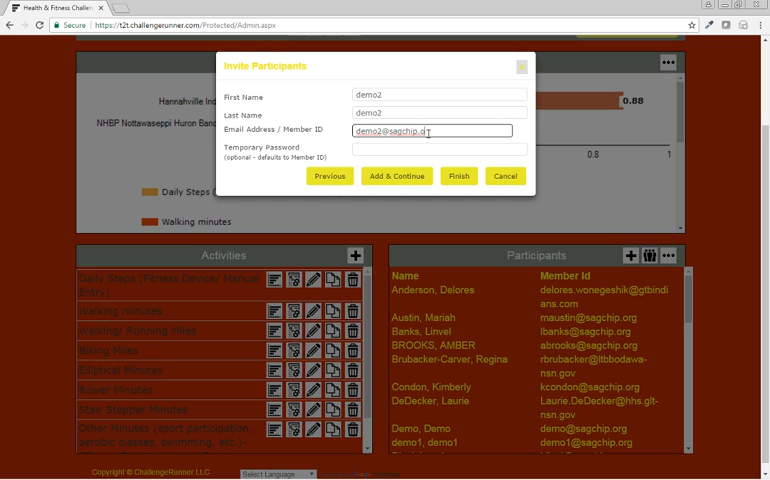 Health & Fitness Challen
Secure
https://t2t.challengerunner.com/Protected/Admin.aspx
Invite Participants
First Name
demo2
Last Name
demo2
Email Address / Member ID
demo2@sagchip.o
Temporary Password
(optional - defaults to Member ID)
Previous
Add & Continue
Finish
Cancel
Hannahville Ind
0.88
NHBP Nottawaseppi Huron Ban
0.8
1
Daily Steps (
Walking minutes
Activities
Daily Steps (Fitness Device/ Manual
Entry)
Walking minutes
Walking/ Running Miles
Biking Miles
Elliptical Minutes
Rower Minutes
Stair Stepper Minutes
Other Minutes (sport participation,
aerobic classes, swimming, etc.)-
Participants
Name
Member Id
Anderson, Delores
delores.wonegeshik@gtbindi
ans.com
Austin, Mariah
maustin@sagchip.org
Banks, Linvel
lbanks@sagchip.org
BROOKS, AMBER
abrooks@sagchip.org
Brubacker-Carver, Regina
rbrubacker@ltbbodawa-
nsn.gov
Condon, Kimberly
kcondon@sagchip.org
DeDecker, Laurie
Laurie.DeDecker@hhs.glt-
nsn.gov
Demo, Demo
demo@sagchip.org
demo1, demo1
demo1@sagchip.org
Copyright © ChallengeRunner LLC
Select Language